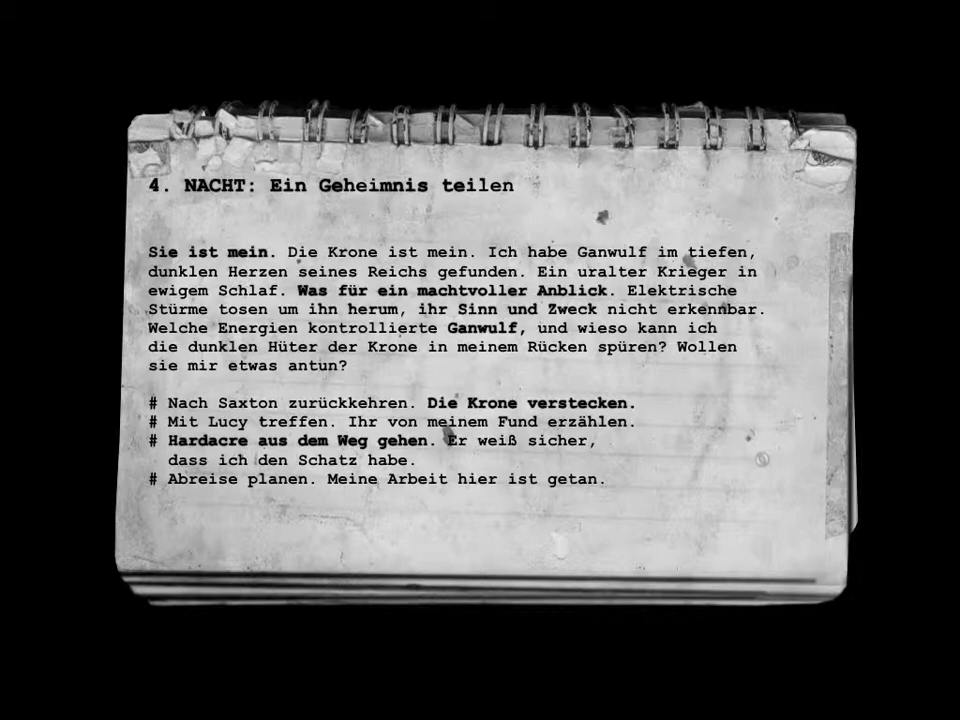 4. NACHT: Ein Geheimnis teilen
Sie ist mein. Die Krone ist mein. Ich habe Ganwulf im tiefen,
dunklen Herzen seines Reichs gefunden. Ein uralter Krieger in
ewigem Schlaf. Was für ein machtvoller Anblick. Elektrische
Stürme tosen um ihn herum, ihr Sinn und Zweck nicht erkennbar.
Welche Energien kontrollierte Ganwulf, und wieso kann ich
die dunklen Hüter der Krone in meinem Rücken spüren? Wollen
sie mir etwas antun?
# Nach Saxton zurückkehren. Die Krone verstecken.
# Mit Lucy treffen. Ihr von meinem Fund erzählen.
# Hardacre aus dem Weg gehen. Er weiß sicher,
dass ich den Schatz habe.
# Abreise planen. Meine Arbeit hier ist getan.